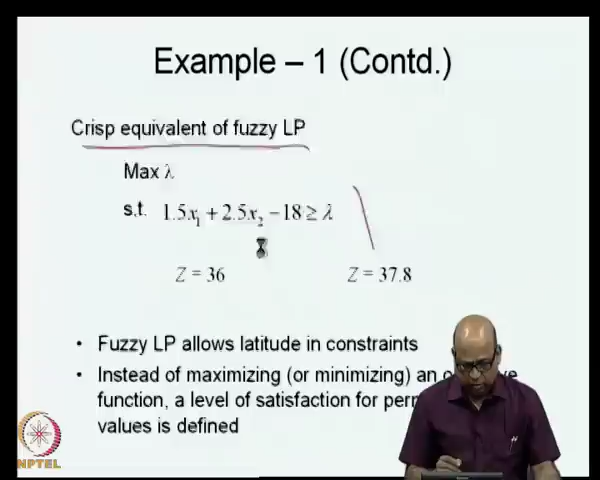 Example – 1 (Contd.)
Crisp equivalent of fuzzy LP
Max λ
s.t. 1.5x₁ + 2.5x₂ − 18 ≥ λ
Z = 36 Z = 37.8
• Fuzzy LP allows latitude in constraints
• Instead of maximizing (or minimizing) an
function, a level of satisfaction for
values is defined
NPTEL